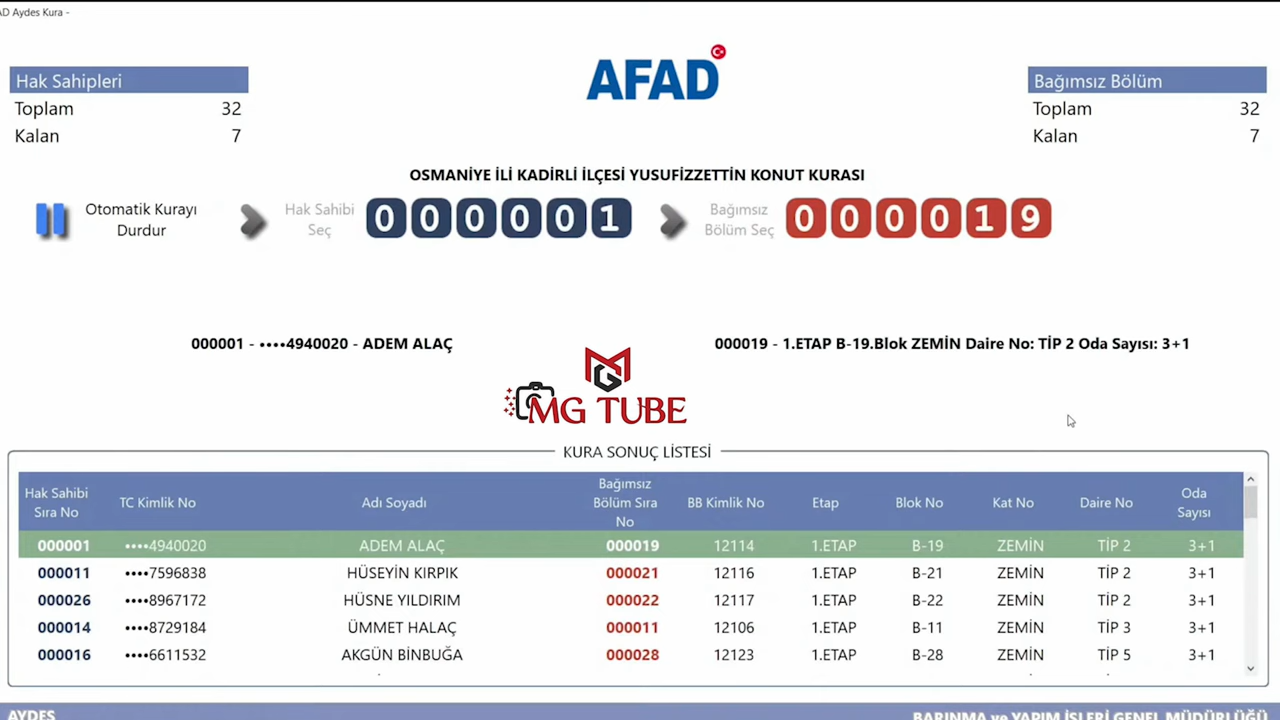 AD Aydes Kura -
AFAD
Hak Sahipleri
Toplam 32
Kalan 7
Bağımsız Bölüm
Toplam 32
Kalan 7
OSMANİYE İLİ KADİRLİ İLÇESİ YUSUFİZZETTİN KONUT KURASI
Otomatik Kurayı
Durdur
Hak Sahibi
Seç
000001
Bağımsız
Bölüm Seç
000019
000001 - ••••4940020 - ADEM ALAÇ
000019 - 1.ETAP B-19.Blok ZEMİN Daire No: TİP 2 Oda Sayısı: 3+1
MG TUBE
KURA SONUÇ LİSTESİ
Hak Sahibi Sıra No TC Kimlik No Adı Soyadı Bağımsız Bölüm Sıra No BB Kimlik No Etap Blok No Kat No Daire No Oda Sayısı
000001 ••••4940020 ADEM ALAÇ 000019 12114 1.ETAP B-19 ZEMİN TİP 2 3+1
000011 ••••7596838 HÜSEYİN KIRPIK 000021 12116 1.ETAP B-21 ZEMİN TİP 2 3+1
000026 ••••8967172 HÜSNE YILDIRIM 000022 12117 1.ETAP B-22 ZEMİN TİP 2 3+1
000014 ••••8729184 ÜMMET HALAÇ 000011 12106 1.ETAP B-11 ZEMİN TİP 3 3+1
000016 ••••6611532 AKGÜN BİNBUĞA 000028 12123 1.ETAP B-28 ZEMİN TİP 5 3+1
AYDES
BARINMA ve YAPIM İŞLERİ GENEL MÜDÜRLÜĞÜ